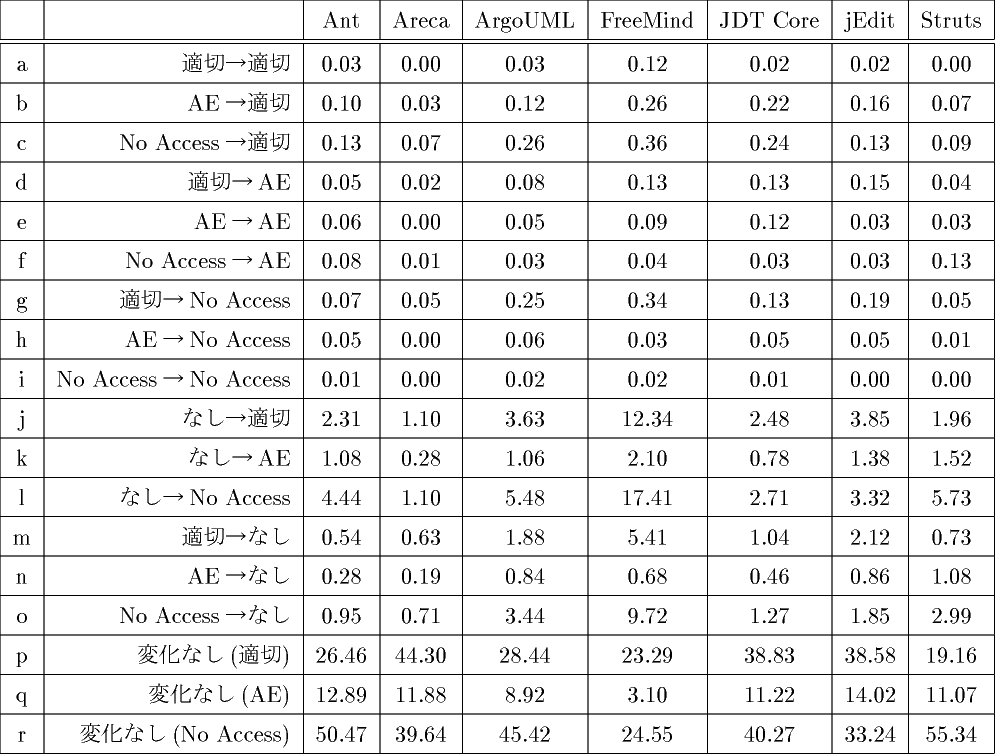 Ant Areca ArgoUML FreeMind JDT Core jEdit Struts
a 適切→適切 0.03 0.00 0.03 0.12 0.02 0.02 0.00
b AE→適切 0.10 0.03 0.12 0.26 0.22 0.16 0.07
c No Access→適切 0.13 0.07 0.26 0.36 0.24 0.13 0.09
d 適切→AE 0.05 0.02 0.08 0.13 0.13 0.15 0.04
e AE→AE 0.06 0.00 0.05 0.09 0.12 0.03 0.03
f No Access→AE 0.08 0.01 0.03 0.04 0.03 0.03 0.13
g 適切→No Access 0.07 0.05 0.25 0.34 0.13 0.19 0.05
h AE→No Access 0.05 0.00 0.06 0.03 0.05 0.05 0.01
i No Access→No Access 0.01 0.00 0.02 0.02 0.01 0.00 0.00
j なし→適切 2.31 1.10 3.63 12.34 2.48 3.85 1.96
k なし→AE 1.08 0.28 1.06 2.10 0.78 1.38 1.52
l なし→No Access 4.44 1.10 5.48 17.41 2.71 3.32 5.73
m 適切→なし 0.54 0.63 1.88 5.41 1.04 2.12 0.73
n AE→なし 0.28 0.19 0.84 0.68 0.46 0.86 1.08
o No Access→なし 0.95 0.71 3.44 9.72 1.27 1.85 2.99
p 変化なし (適切) 26.46 44.30 28.44 23.29 38.83 38.58 19.16
q 変化なし (AE) 12.89 11.88 8.92 3.10 11.22 14.02 11.07
r 変化なし (No Access) 50.47 39.64 45.42 24.55 40.27 33.24 55.34